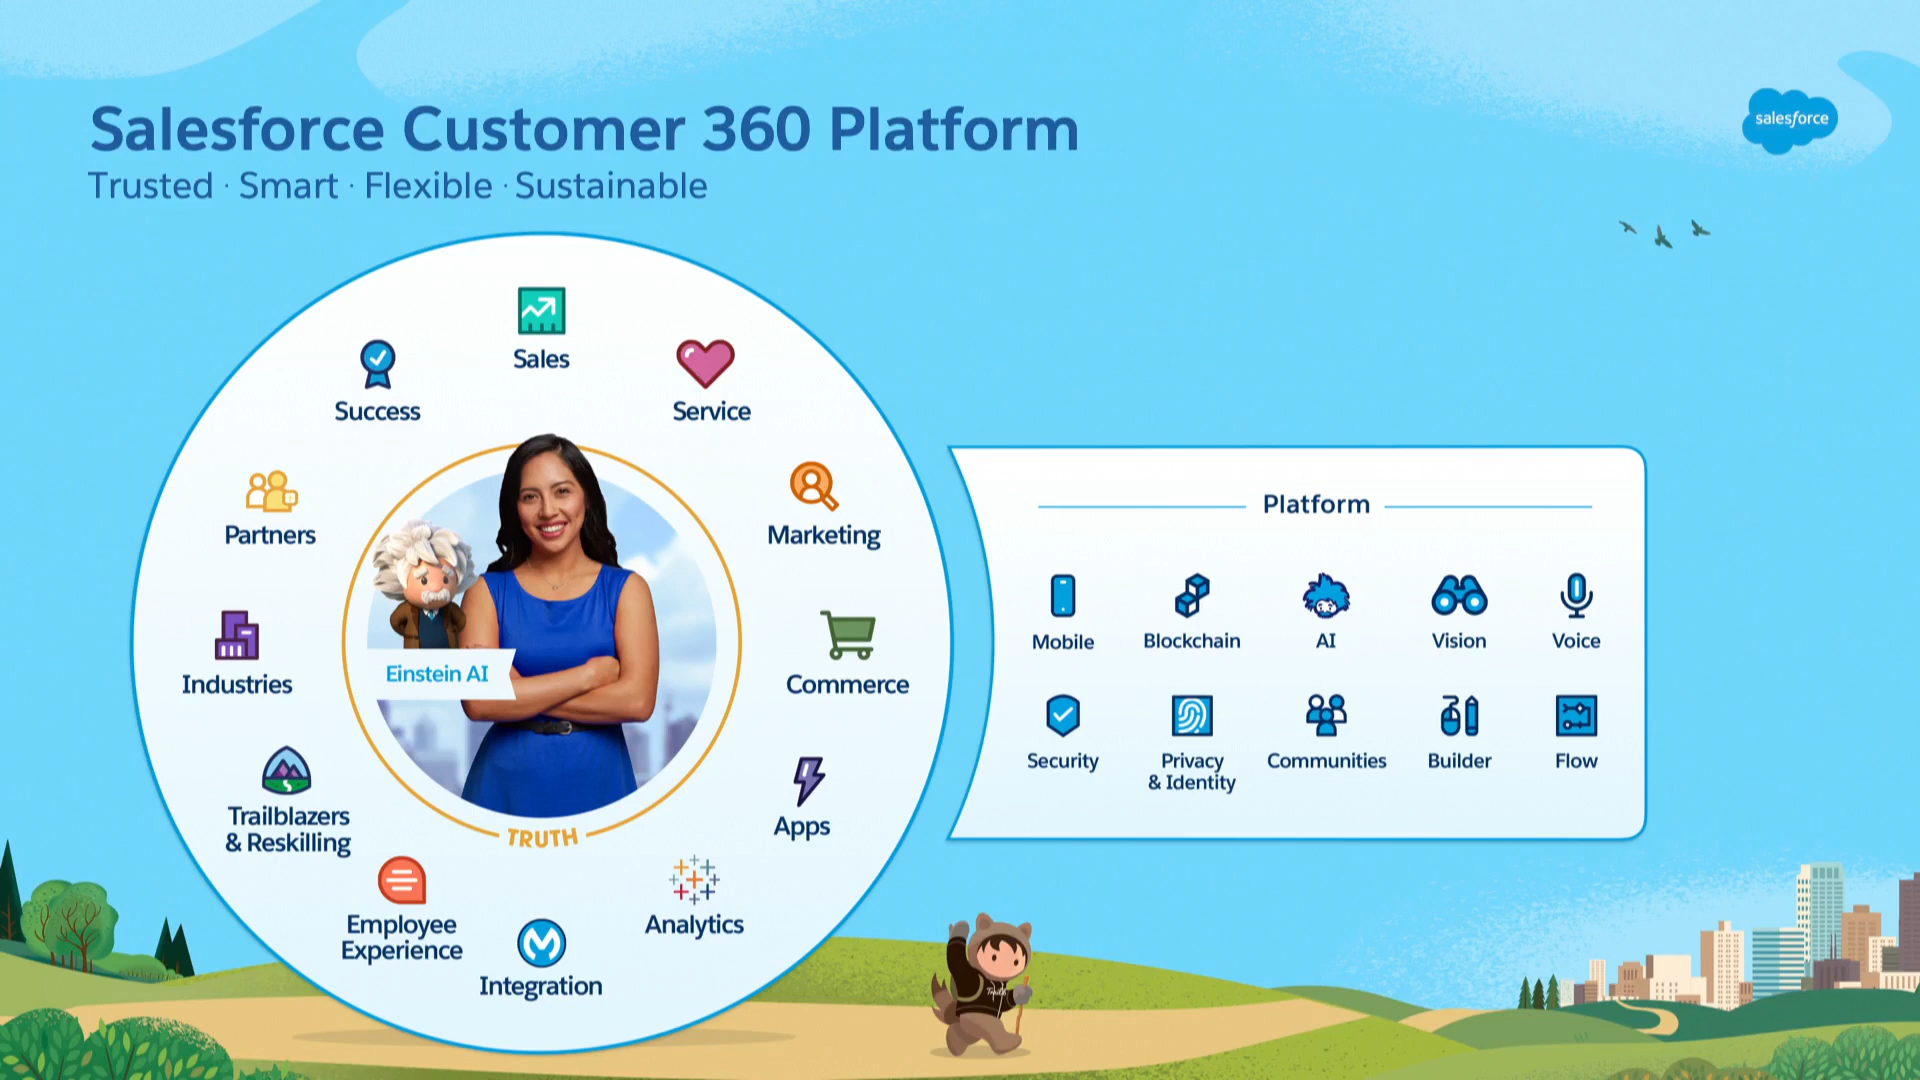 Salesforce Customer 360 Platform
Trusted · Smart · Flexible · Sustainable
salesforce
Sales
Success
Service
Partners
Marketing
Industries
Einstein AI
Commerce
Trailblazers
& Reskilling
Apps
TRUTH
Employee
Experience
Analytics
Integration
Platform
Mobile
Blockchain
AI
Vision
Voice
Security
Privacy
& Identity
Communities
Builder
Flow